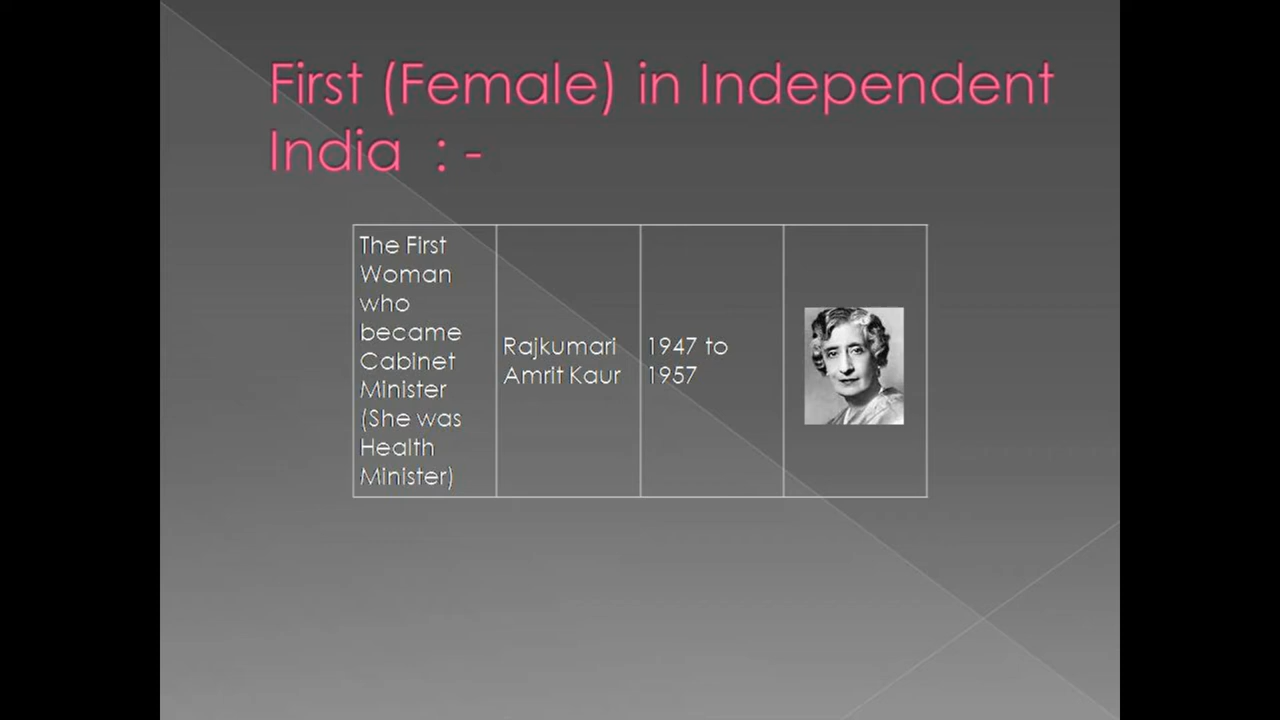 First (Female) in Independent
India : -
The First
Woman
who
became
Cabinet
Minister
(She was
Health
Minister)
Rajkumari
Amrit Kaur
1947 to
1957